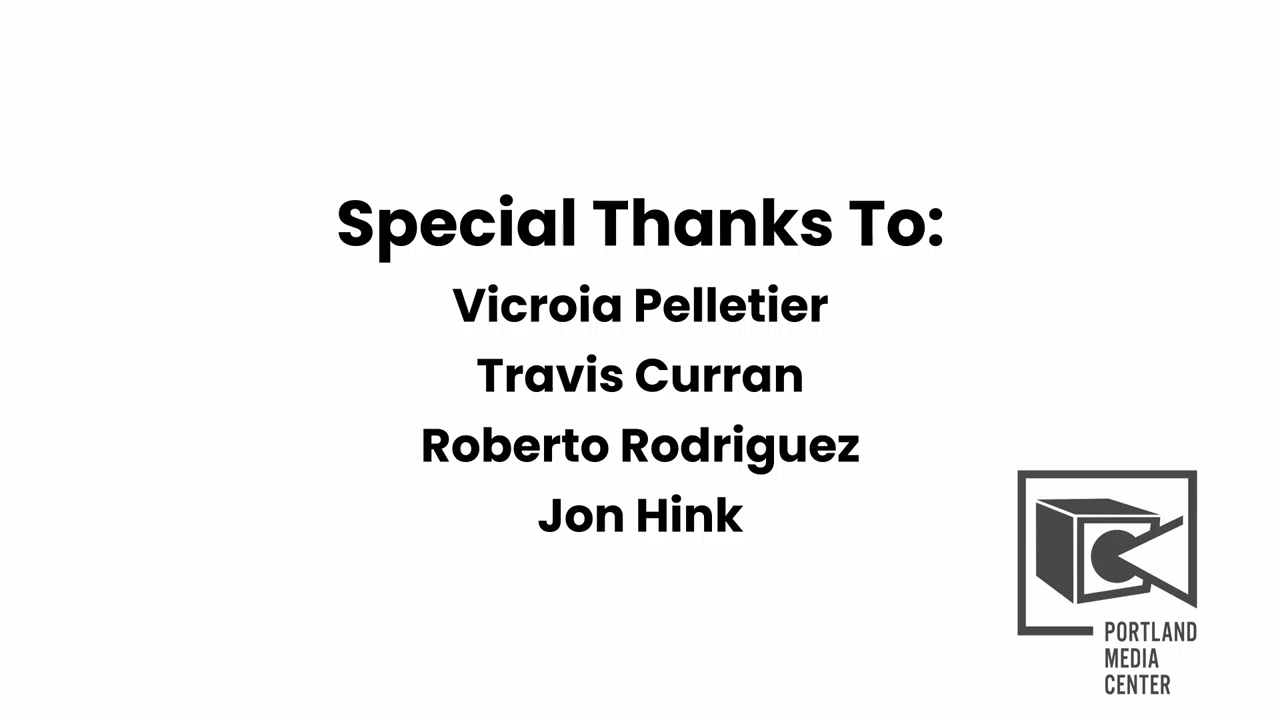 Special Thanks To:
Vicroia Pelletier
Travis Curran
Roberto Rodriguez
Jon Hink
PORTLAND
MEDIA
CENTER